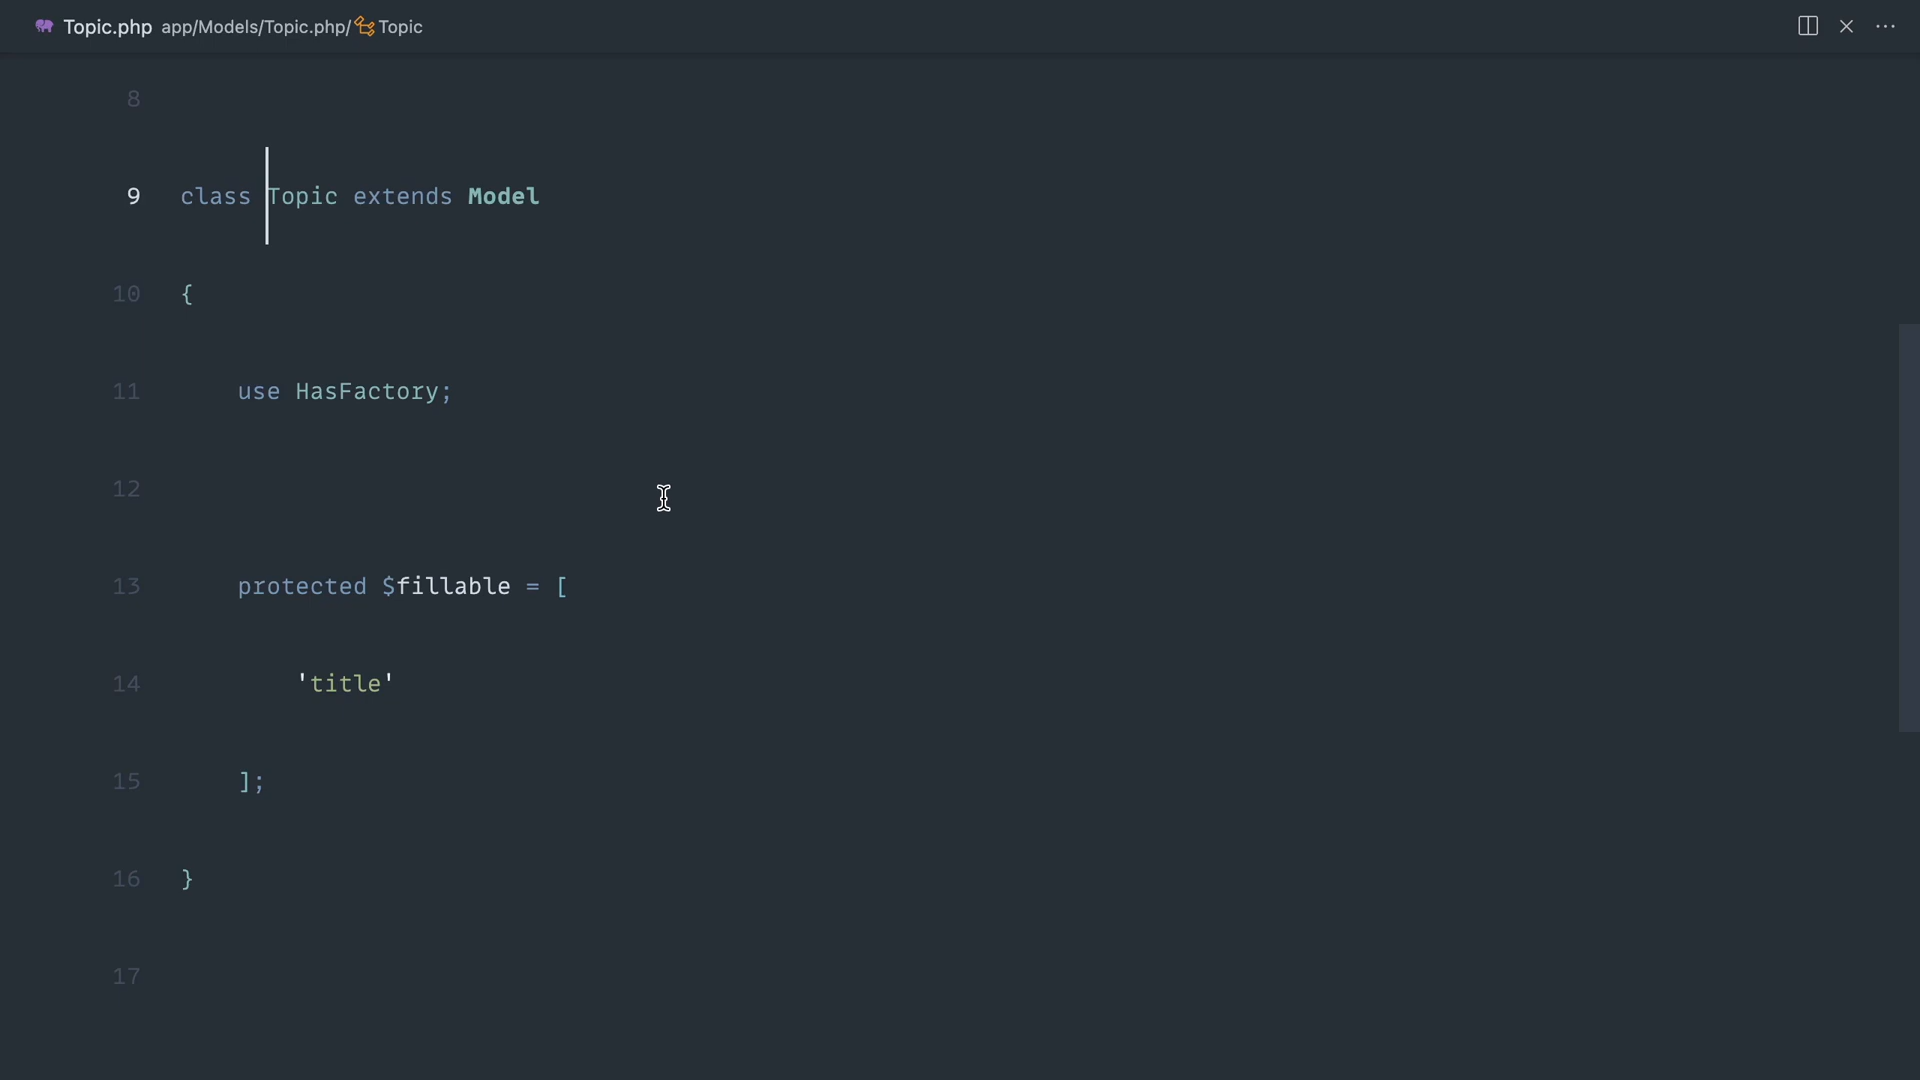 Topic.php app/Models/Topic.php/ Topic
8
9 class Topic extends Model
10 {
11 use HasFactory;
12
13 protected $fillable = [
14 'title'
15 ];
16 }
17